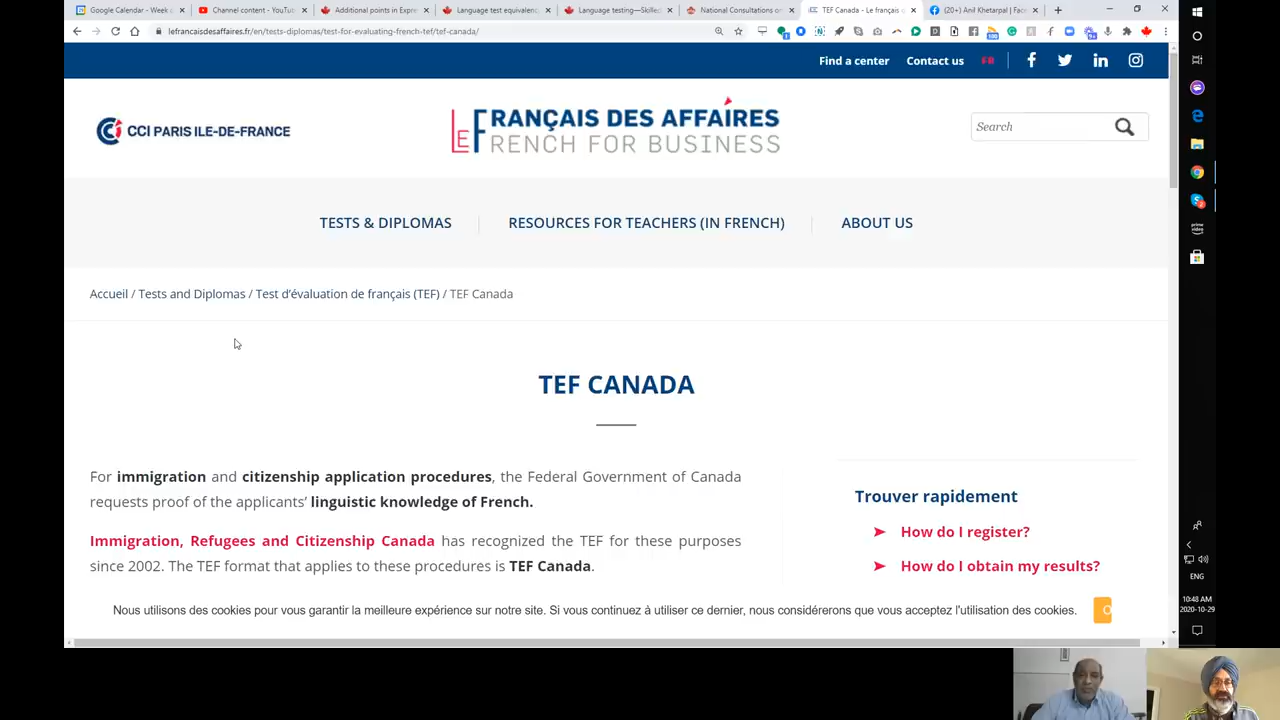 Google Calendar - Week o
Channel content - YouTu
Additional points in Expre
Language test equivalenc
Language testing—Skilled
National Consultations on
TEF Canada - Le français d
(20+) Anil Khetarpal | Fac
lefrancaisdesaffaires.fr/en/tests-diplomas/test-for-evaluating-french-tef/tef-canada/
Find a center
Contact us
FR
CCI PARIS ILE-DE-FRANCE
LE FRANÇAIS DES AFFAIRES
FRENCH FOR BUSINESS
Search
TESTS & DIPLOMAS
RESOURCES FOR TEACHERS (IN FRENCH)
ABOUT US
Accueil / Tests and Diplomas / Test d'évaluation de français (TEF) / TEF Canada
TEF CANADA
For immigration and citizenship application procedures, the Federal Government of Canada
requests proof of the applicants' linguistic knowledge of French.
Immigration, Refugees and Citizenship Canada has recognized the TEF for these purposes
since 2002. The TEF format that applies to these procedures is TEF Canada.
Trouver rapidement
How do I register?
How do I obtain my results?
Nous utilisons des cookies pour vous garantir la meilleure expérience sur notre site. Si vous continuez à utiliser ce dernier, nous considérerons que vous acceptez l'utilisation des cookies.
O
prime video
ENG
10:48 AM
2020-10-29